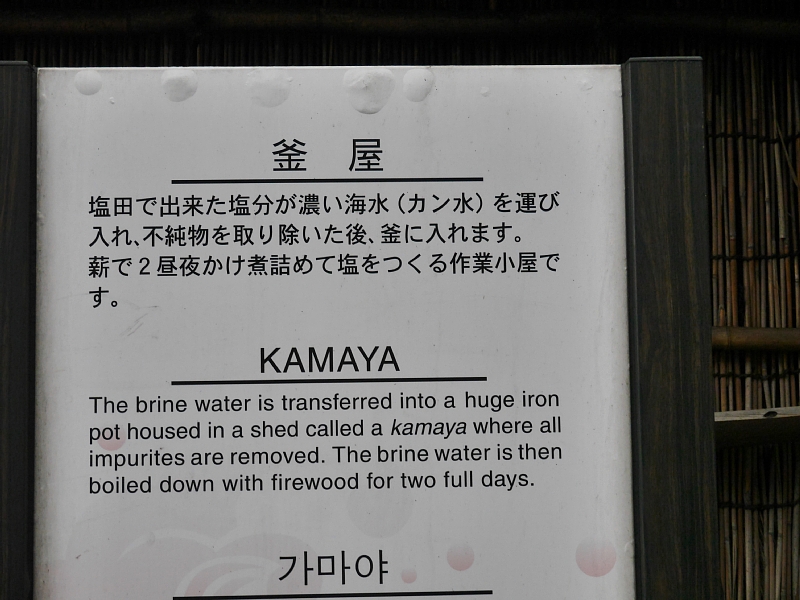 釜 屋
塩田で出来た塩分が濃い海水（カン水）を運び
入れ、不純物を取り除いた後、釜に入れます。
薪で２昼夜かけ煮詰めて塩をつくる作業小屋で
す。
KAMAYA
The brine water is transferred into a huge iron
pot housed in a shed called a kamaya where all
impurites are removed. The brine water is then
boiled down with firewood for two full days.
가마야